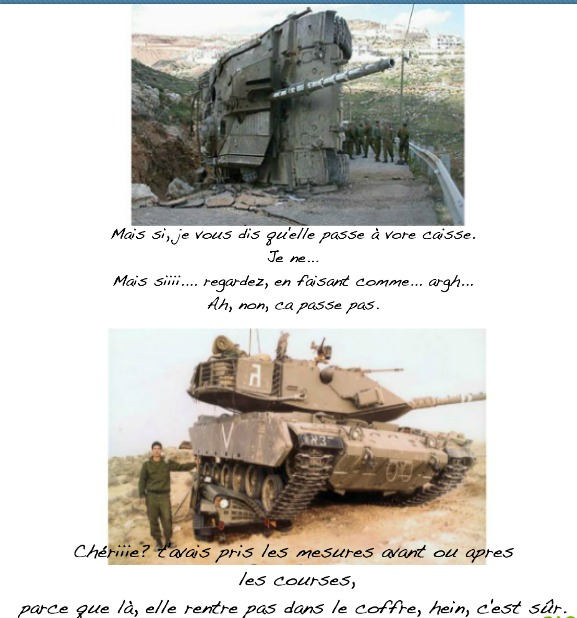 Mais si, je vous dis qu'elle passe à vore caisse.
Je ne...
Mais siiii.... regardez, en faisant comme... argh...
Ah, non, ca passe pas.
Chériiie? t'avais pris les mesures avant ou apres
les courses,
parce que là, elle rentre pas dans le coffre, hein, c'est sûr.